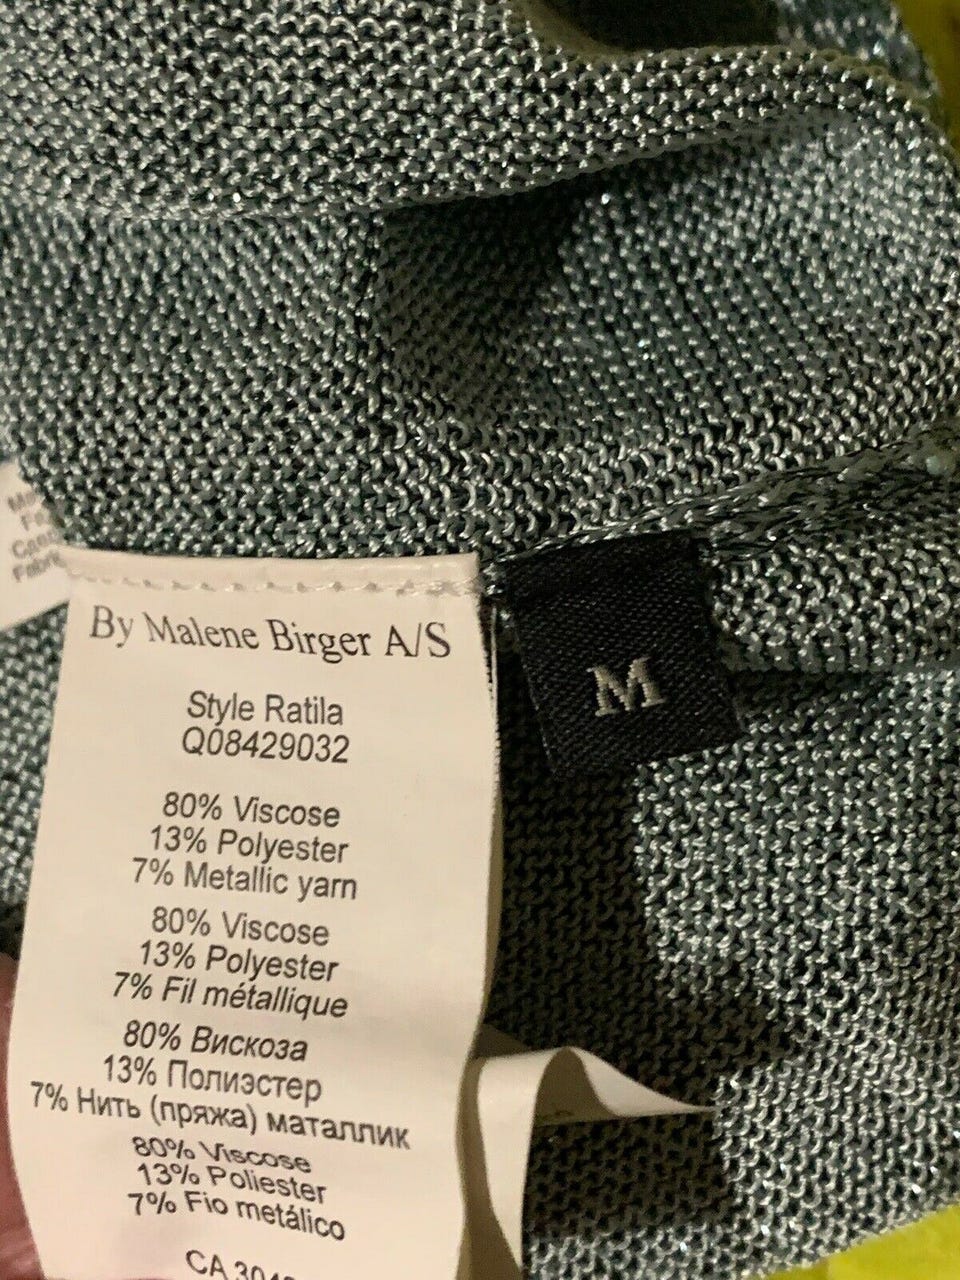 By Malene Birger A/S
Style Ratila
Q08429032
80% Viscose
13% Polyester
7% Metallic yarn
80% Viscose
13% Polyester
7% Fil métallique
80% Вискоза
13% Полиэстер
7% Нить (пряжа) маталлик
80% Viscose
13% Poliester
7% Fio metálico
CA
M